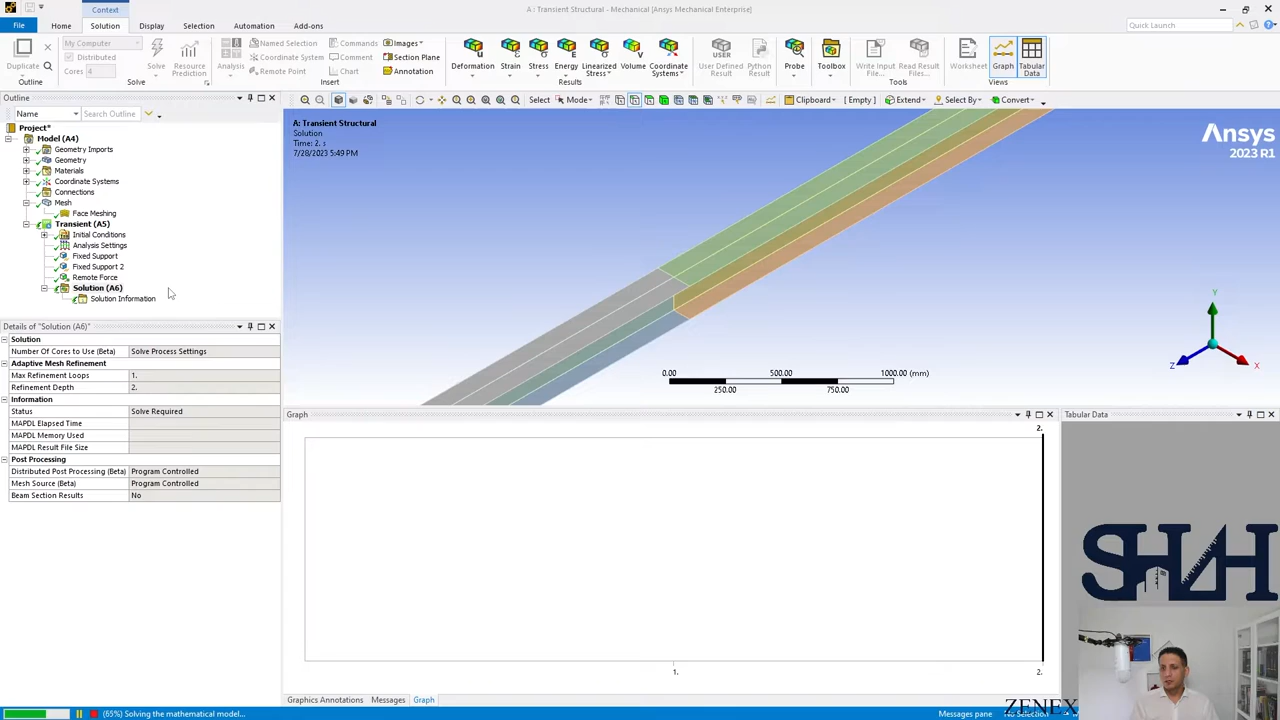 Context
A : Transient Structural - Mechanical [Ansys Mechanical Enterprise]
File Home Solution Display Selection Automation Add-ons
Quick Launch
Duplicate
Outline
My Computer
Distributed
Cores 4
Solve
Resource
Prediction
Solve
Analysis
Named Selection
Coordinate System
Remote Point
Commands
Comment
Chart
Images
Section Plane
Annotation
Insert
Deformation
Strain
Stress
Energy
Linearized
Stress
Volume
Coordinate
Systems
Results
User Defined
Result
Python
Result
Probe
Toolbox
Write Input
File...
Read Result
Files...
Tools
Worksheet
Graph
Tabular
Data
Views
Outline
Name
Search Outline
Select Mode
Clipboard [ Empty ] Extend Select By Convert
Project*
Model (A4)
Geometry Imports
Geometry
Materials
Coordinate Systems
Connections
Mesh
Face Meshing
Transient (A5)
Initial Conditions
Analysis Settings
Fixed Support
Fixed Support 2
Remote Force
Solution (A6)
Solution Information
A: Transient Structural
Solution
Time: 2. s
7/28/2023 5:49 PM
Ansys
2023 R1
Y
Z
X
0.00 500.00 1000.00 (mm)
250.00 750.00
Details of "Solution (A6)"
Solution
Number Of Cores to Use (Beta) Solve Process Settings
Adaptive Mesh Refinement
Max Refinement Loops 1.
Refinement Depth 2.
Information
Status Solve Required
MAPDL Elapsed Time
MAPDL Memory Used
MAPDL Result File Size
Post Processing
Distributed Post Processing (Beta) Program Controlled
Mesh Source (Beta) Program Controlled
Beam Section Results No
Graph
2.
1. 2.
Tabular Data
Graphics Annotations Messages Graph
ZENEX
(65%) Solving the mathematical model...
Messages pane No Selection